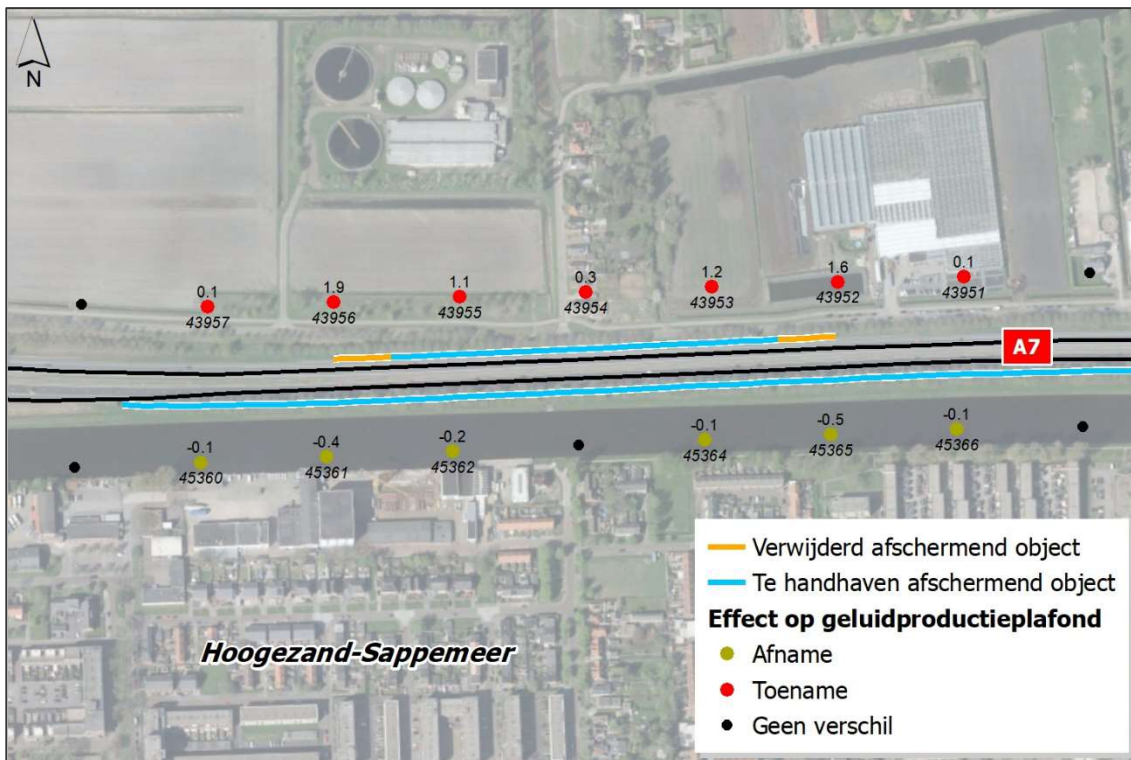 N
0.1
43957
1.9
43956
1.1
43955
0.3
43954
1.2
43953
1.6
43952
0.1
43951
A7
-0.1
45360
-0.4
45361
-0.2
45362
-0.1
45364
-0.5
45365
-0.1
45366
Hoogezand-Sappemeer
Verwijderd afschermend object
Te handhaven afschermend object
Effect op geluidproductieplafond
Afname
Toename
Geen verschil